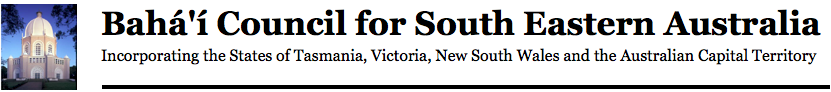 Bahá'í Council for South Eastern Australia
Incorporating the States of Tasmania, Victoria, New South Wales and the Australian Capital Territory